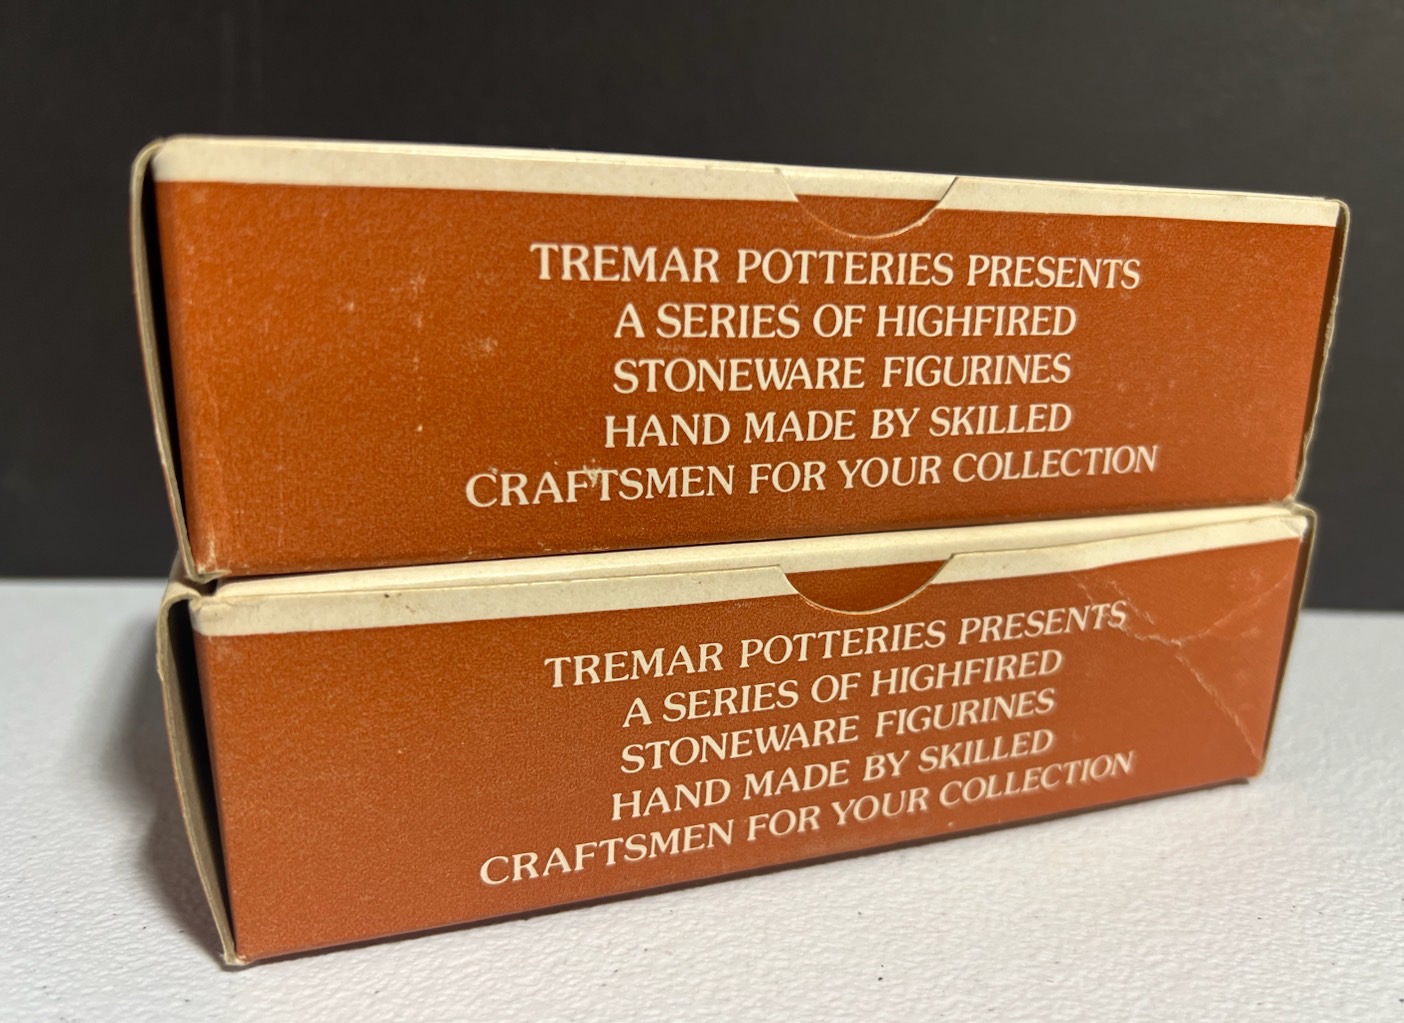 TREMAR POTTERIES PRESENTS
A SERIES OF HIGHFIRED
STONEWARE FIGURINES
HAND MADE BY SKILLED
CRAFTSMEN FOR YOUR COLLECTION
TREMAR POTTERIES PRESENTS
A SERIES OF HIGHFIRED
STONEWARE FIGURINES
HAND MADE BY SKILLED
CRAFTSMEN FOR YOUR COLLECTION